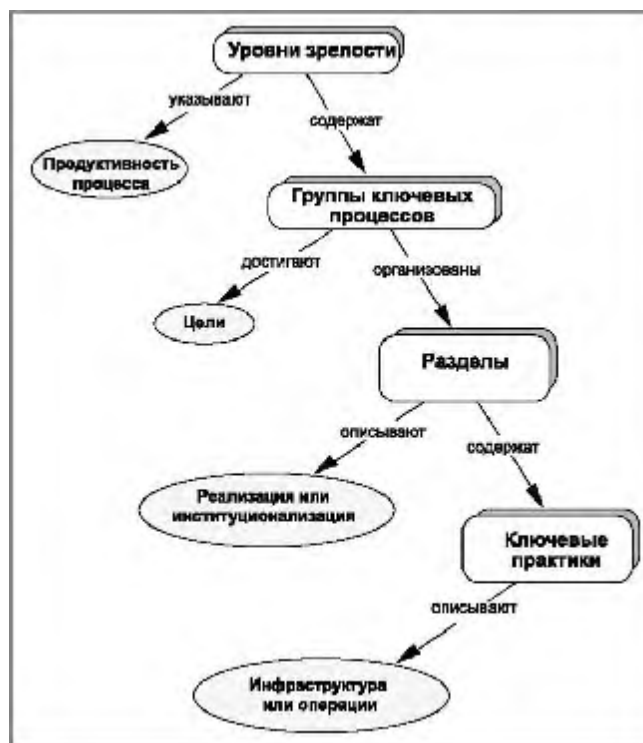 Уровни зрелости
указывают
содержат
Продуктивность
процесса
Группы ключевых
процессов
достигают
организованы
Цели
Разделы
описывают
содержат
Реализация или
институционализация
Ключевые
практики
описывают
Инфраструктура
или операции